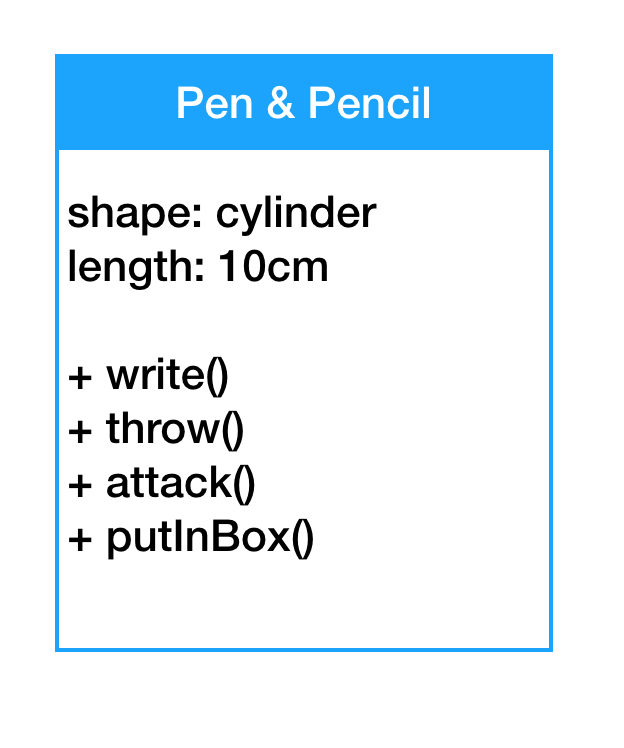 Pen & Pencil
shape: cylinder
length: 10cm
+ write()
+ throw()
+ attack()
+ putInBox()